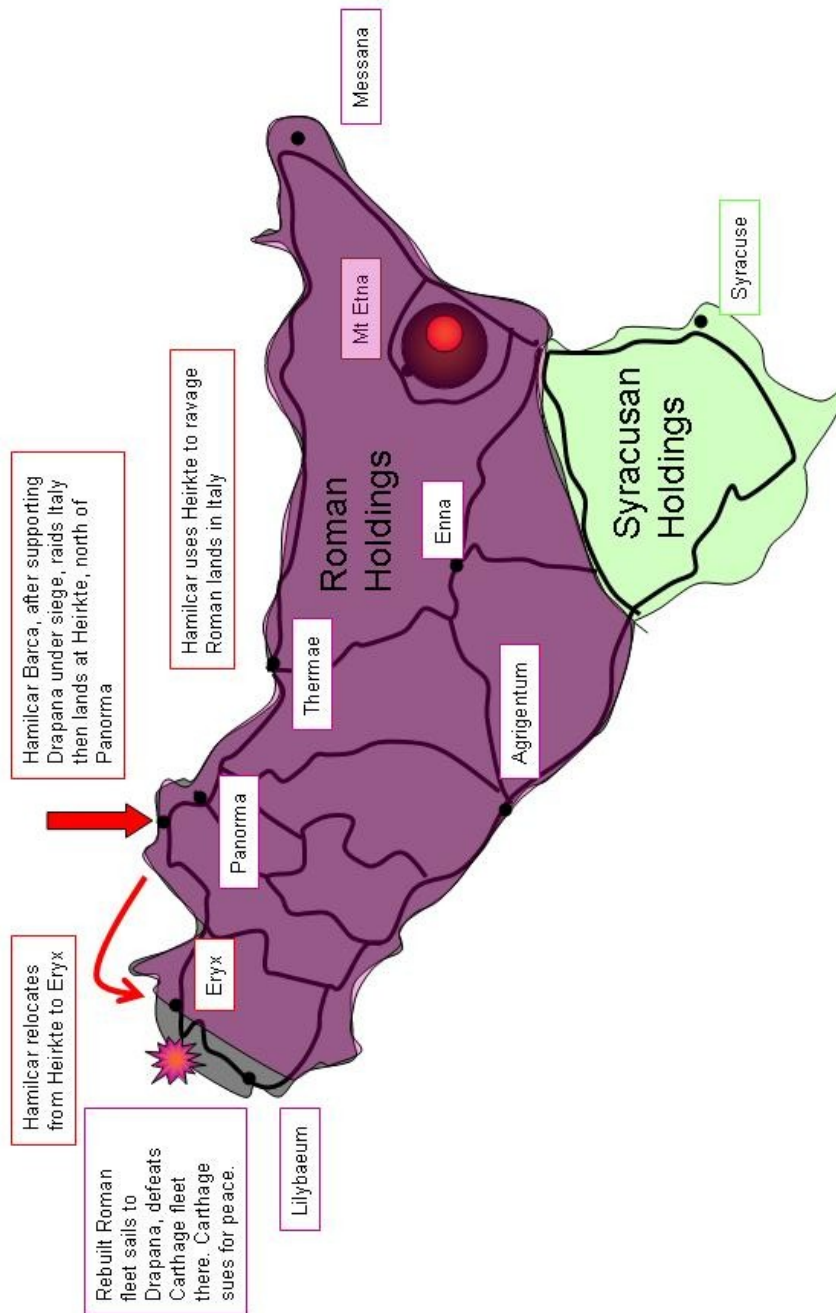 Hamilcar Barca, after supporting
Drapana under siege, raids Italy
then lands at Heirkte, north of
Panorma
Hamilcar relocates
from Heirkte to Eryx
Hamilcar uses Heirkte to ravage
Roman lands in Italy
Rebuilt Roman
fleet sails to
Drapana, defeats
Carthage fleet
there. Carthage
sues for peace.
Messana
Mt Etna
Thermae
Panorma
Eryx
Lilybaeum
Roman
Holdings
Enna
Agrigentum
Syracusan
Holdings
Syracuse